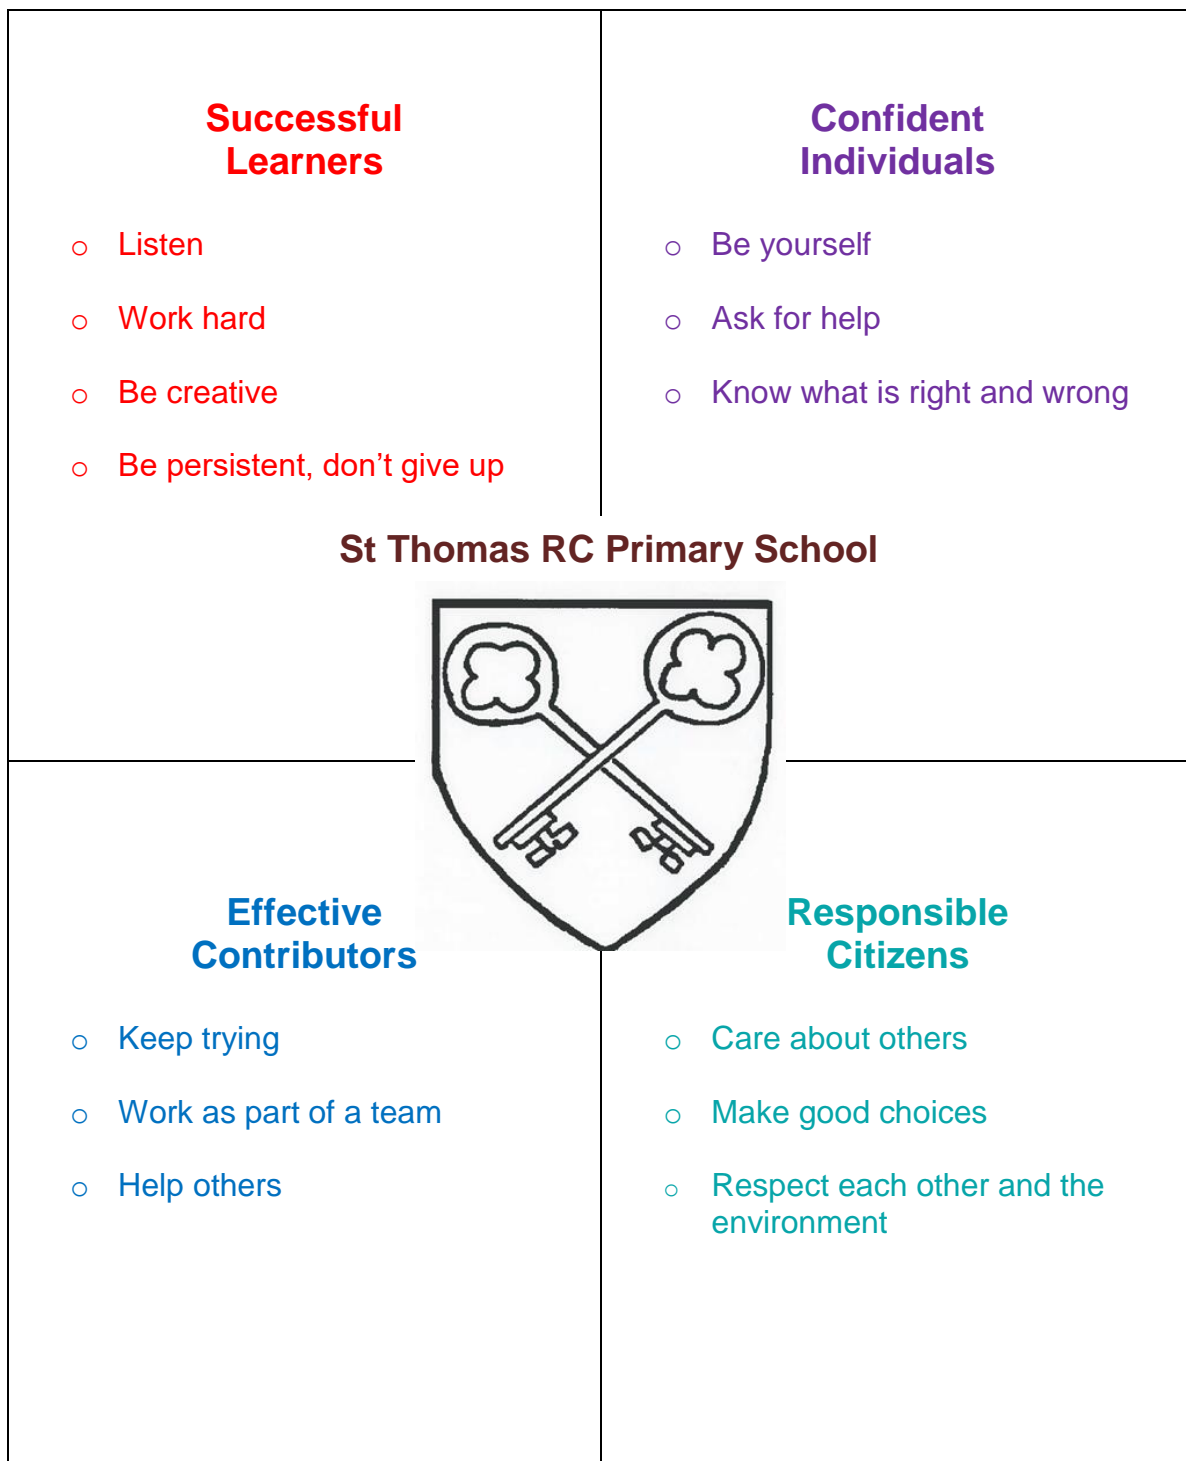 Successful
Learners
o Listen
o Work hard
o Be creative
o Be persistent, don’t give up
Confident
Individuals
o Be yourself
o Ask for help
o Know what is right and wrong
St Thomas RC Primary School
Effective
Contributors
o Keep trying
o Work as part of a team
o Help others
Responsible
Citizens
o Care about others
o Make good choices
o Respect each other and the
environment